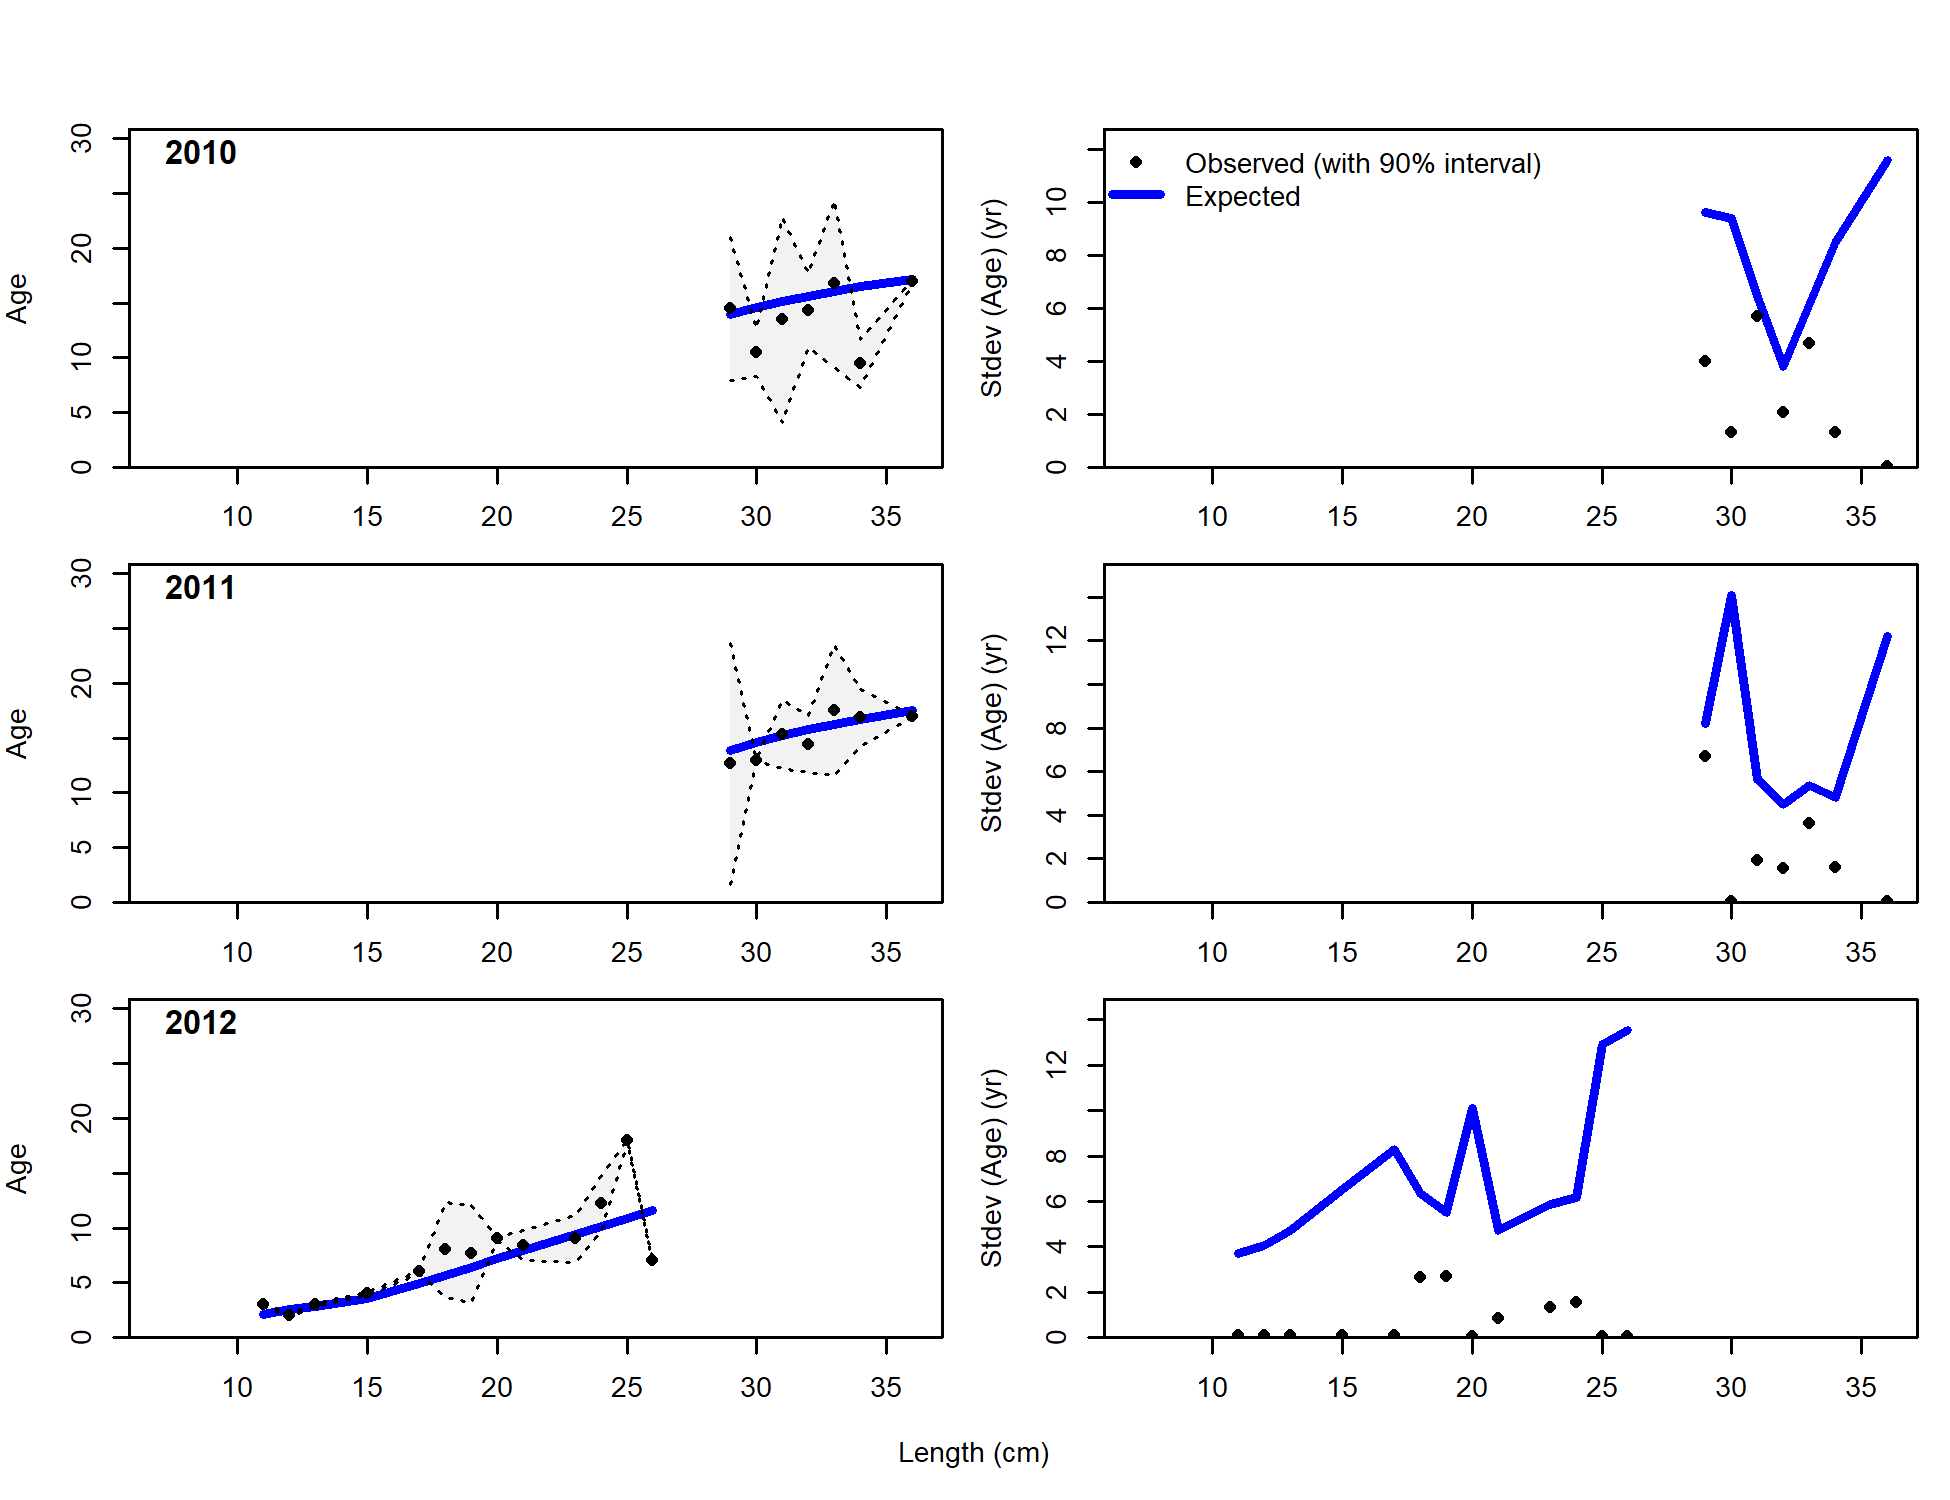 2010
Age
0 5 10 20 30
10 15 20 25 30 35
Observed (with 90% interval)
Expected
Stdev (Age) (yr)
0 2 4 6 8 10
10 15 20 25 30 35
2011
Age
0 5 10 20 30
10 15 20 25 30 35
Stdev (Age) (yr)
0 2 4 6 8 12
10 15 20 25 30 35
2012
Age
0 5 10 20 30
10 15 20 25 30 35
Stdev (Age) (yr)
0 2 4 6 8 12
10 15 20 25 30 35
Length (cm)